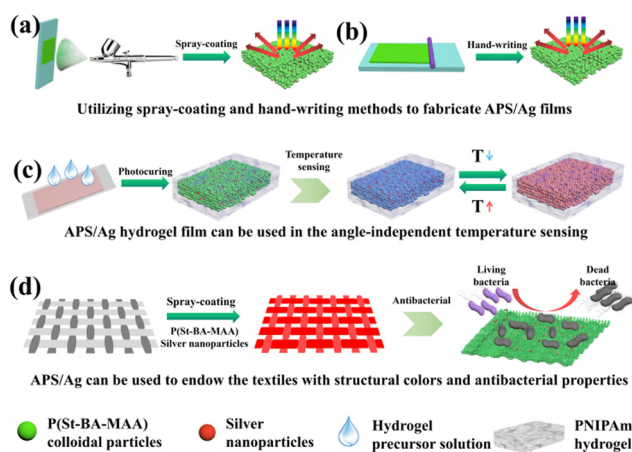 (a)
Spray-coating
(b)
Hand-writing
Utilizing spray-coating and hand-writing methods to fabricate APS/Ag films
(c)
Photocuring
Temperature
sensing
T↓
T↑
APS/Ag hydrogel film can be used in the angle-independent temperature sensing
(d)
Spray-coating
P(St-BA-MAA)
Silver nanoparticles
Antibacterial
Living
bacteria
Dead
bacteria
APS/Ag can be used to endow the textiles with structural colors and antibacterial properties
P(St-BA-MAA)
colloidal particles
Silver
nanoparticles
Hydrogel
precursor solution
PNIPAm
hydrogel